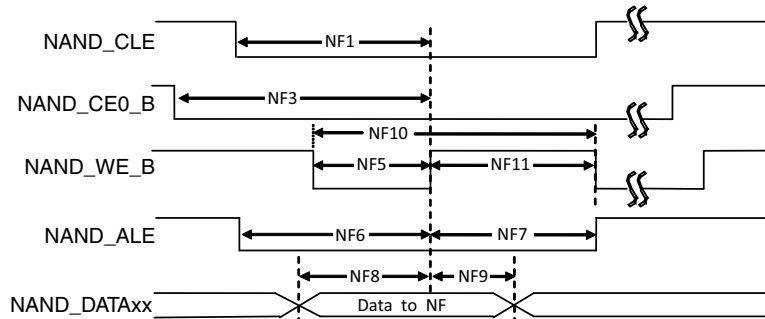 NAND_CLE
NF1
NAND_CE0_B
NF3
NF10
NAND_WE_B
NF5
NF11
NAND_ALE
NF6
NF7
NF8
NF9
NAND_DATAxx
Data to NF